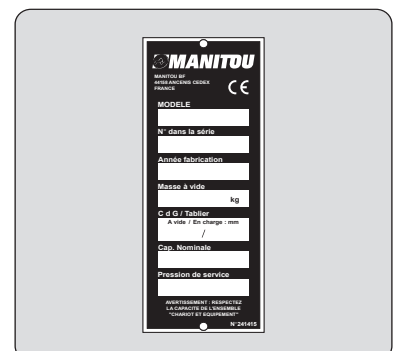 MANITOU
MANITOU BF
44158 ANCENIS CEDEX
FRANCE
CE
MODELE
N° dans la série
Année fabrication
Masse à vide
kg
C d G / Tablier
A vide / En charge : mm
/
Cap. Nominale
Pression de service
AVERTISSEMENT : RESPECTEZ
LA CAPACITE DE L'ENSEMBLE
"CHARIOT ET EQUIPEMENT"
N°241415